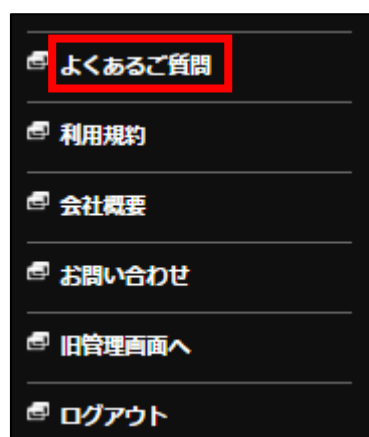 よくあるご質問
利用規約
会社概要
お問い合わせ
旧管理画面へ
ログアウト